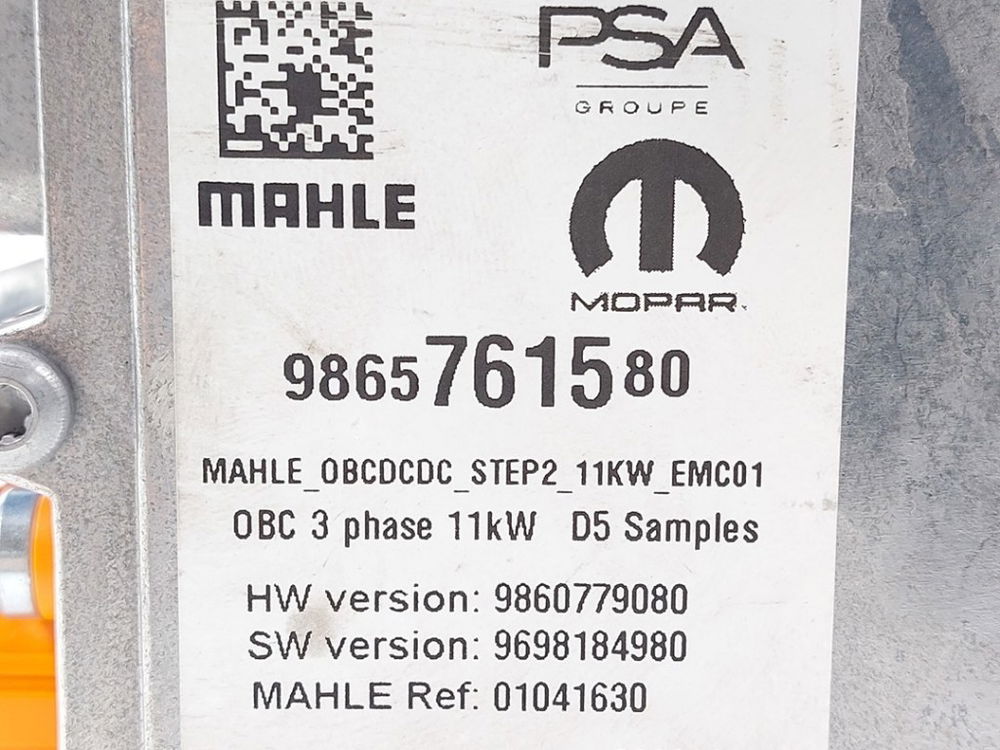 PSA
GROUPE
MAHLE
MOPAR.
9865761580
MAHLE_OBCDCDC_STEP2_11KW_EMC01
OBC 3 phase 11kW D5 Samples
HW version: 9860779080
SW version: 9698184980
MAHLE Ref: 01041630